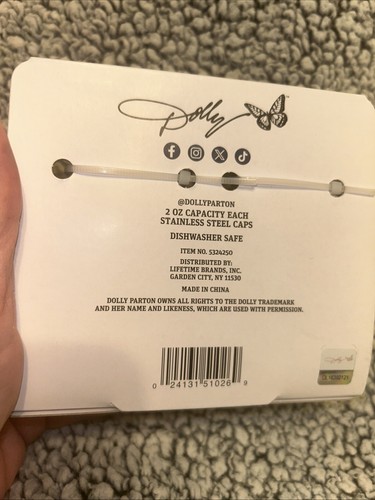 Dolly
@DOLLYPARTON
2 OZ CAPACITY EACH
STAINLESS STEEL CAPS
DISHWASHER SAFE
ITEM NO. 5324250
DISTRIBUTED BY:
LIFETIME BRANDS, INC.
GARDEN CITY, NY 11530
MADE IN CHINA
DOLLY PARTON OWNS ALL RIGHTS TO THE DOLLY TRADEMARK
AND HER NAME AND LIKENESS, WHICH ARE USED WITH PERMISSION.
0 24131 51026 9